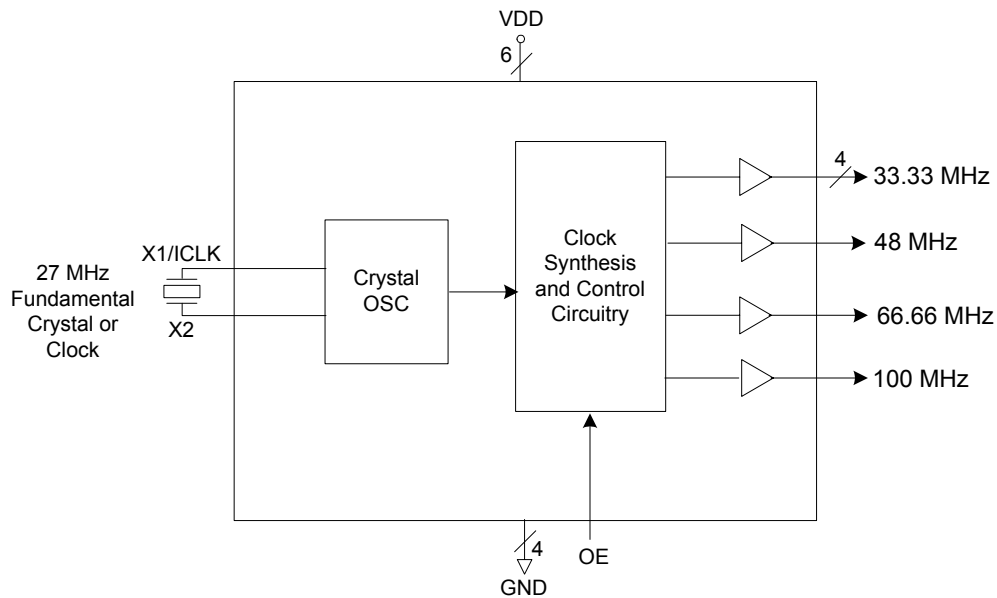 VDD
6
4
33.33 MHz
48 MHz
66.66 MHz
100 MHz
X1/ICLK
X2
27 MHz
Fundamental
Crystal or
Clock
Crystal
OSC
Clock
Synthesis
and Control
Circuitry
4
GND
OE